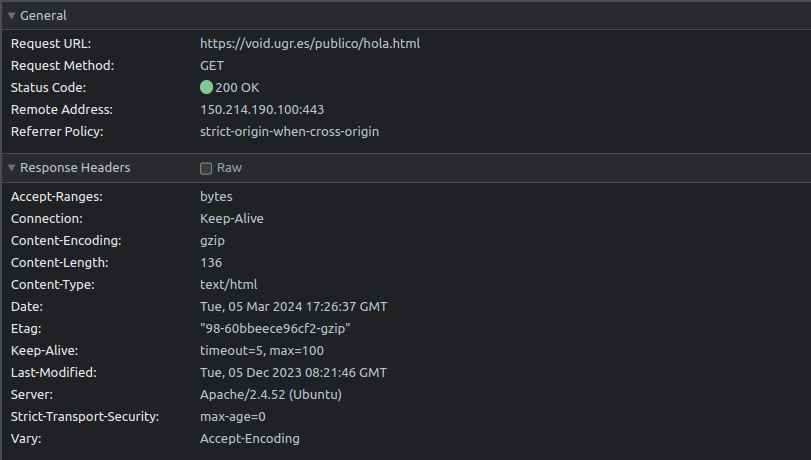 General
Request URL: https://void.ugr.es/publico/hola.html
Request Method: GET
Status Code: 200 OK
Remote Address: 150.214.190.100:443
Referrer Policy: strict-origin-when-cross-origin
Response Headers Raw
Accept-Ranges: bytes
Connection: Keep-Alive
Content-Encoding: gzip
Content-Length: 136
Content-Type: text/html
Date: Tue, 05 Mar 2024 17:26:37 GMT
Etag: "98-60bbeece96cf2-gzip"
Keep-Alive: timeout=5, max=100
Last-Modified: Tue, 05 Dec 2023 08:21:46 GMT
Server: Apache/2.4.52 (Ubuntu)
Strict-Transport-Security: max-age=0
Vary: Accept-Encoding